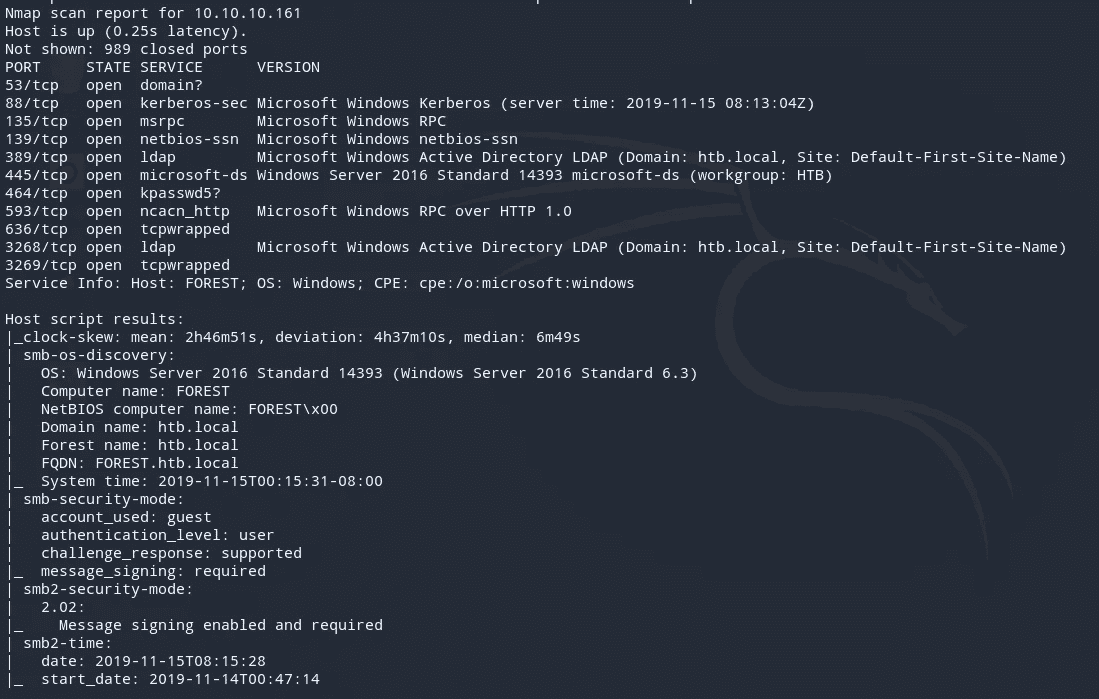 Nmap scan report for 10.10.10.161
Host is up (0.25s latency).
Not shown: 989 closed ports
PORT     STATE SERVICE      VERSION
53/tcp   open  domain?
88/tcp   open  kerberos-sec Microsoft Windows Kerberos (server time: 2019-11-15 08:13:04Z)
135/tcp  open  msrpc        Microsoft Windows RPC
139/tcp  open  netbios-ssn  Microsoft Windows netbios-ssn
389/tcp  open  ldap         Microsoft Windows Active Directory LDAP (Domain: htb.local, Site: Default-First-Site-Name)
445/tcp  open  microsoft-ds Windows Server 2016 Standard 14393 microsoft-ds (workgroup: HTB)
464/tcp  open  kpasswd5?
593/tcp  open  ncacn_http   Microsoft Windows RPC over HTTP 1.0
636/tcp  open  tcpwrapped
3268/tcp open  ldap         Microsoft Windows Active Directory LDAP (Domain: htb.local, Site: Default-First-Site-Name)
3269/tcp open  tcpwrapped
Service Info: Host: FOREST; OS: Windows; CPE: cpe:/o:microsoft:windows

Host script results:
|_clock-skew: mean: 2h46m51s, deviation: 4h37m10s, median: 6m49s
| smb-os-discovery:
|   OS: Windows Server 2016 Standard 14393 (Windows Server 2016 Standard 6.3)
|   Computer name: FOREST
|   NetBIOS computer name: FOREST\x00
|   Domain name: htb.local
|   Forest name: htb.local
|   FQDN: FOREST.htb.local
|_  System time: 2019-11-15T00:15:31-08:00
| smb-security-mode:
|   account_used: guest
|   authentication_level: user
|   challenge_response: supported
|_  message_signing: required
| smb2-security-mode:
|   2.02:
|_    Message signing enabled and required
| smb2-time:
|   date: 2019-11-15T08:15:28
|_  start_date: 2019-11-14T00:47:14